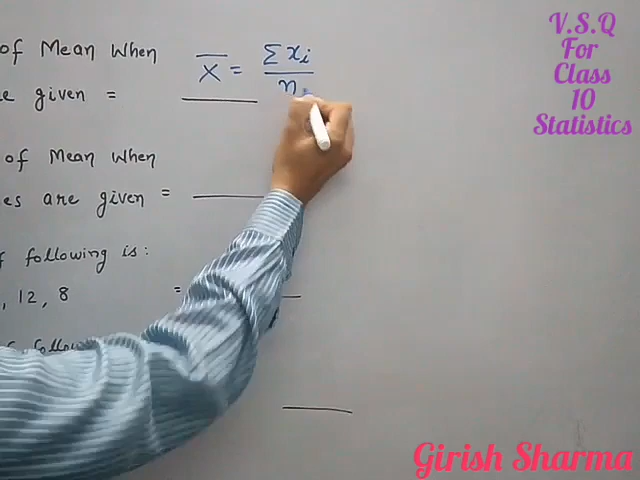 of Mean When
given =
X̄ = Σxi
n
of Mean When
es are given =
following is:
, 12, 8 =
V.S.Q
For
Class
10
Statistics
Girish Sharma